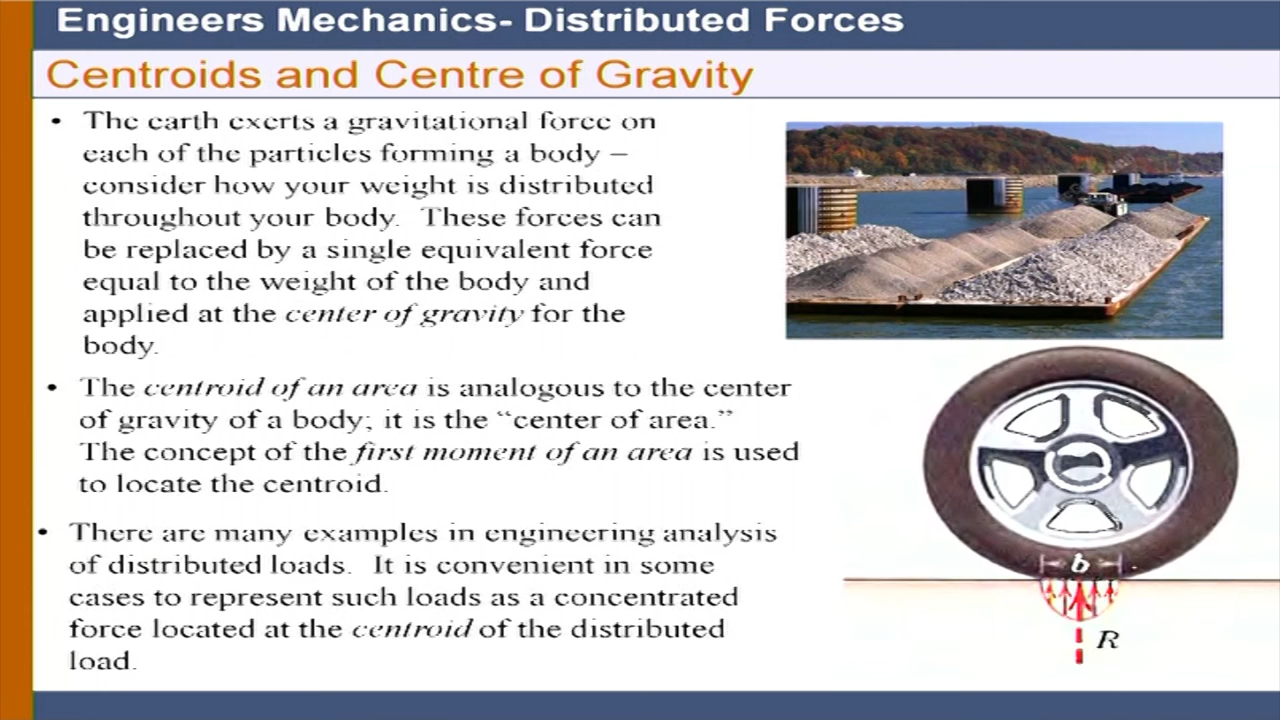 Engineers Mechanics- Distributed Forces
Centroids and Centre of Gravity
• The earth exerts a gravitational force on
each of the particles forming a body –
consider how your weight is distributed
throughout your body. These forces can
be replaced by a single equivalent force
equal to the weight of the body and
applied at the center of gravity for the
body.
• The centroid of an area is analogous to the center
of gravity of a body; it is the “center of area.”
The concept of the first moment of an area is used
to locate the centroid.
• There are many examples in engineering analysis
of distributed loads. It is convenient in some
cases to represent such loads as a concentrated
force located at the centroid of the distributed
load.
b
R